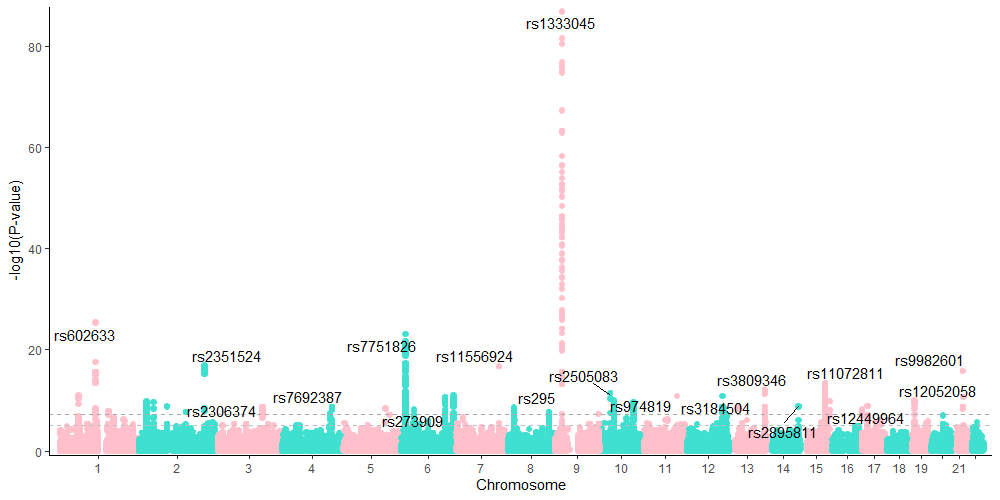 rs1333045
80
60
-log10(P-value)
40
rs602633
20
rs2351524
rs7751826
rs11556924
rs9982601
rs2505083
rs3809346
rs11072811
rs7692387
rs295
rs12052058
rs2306374
rs273909
rs974819
rs3184504
rs2895811
rs12449964
0
1 2 3 4 5 6 7 8 9 10 11 12 13 14 15 16 17 18 19 21
Chromosome